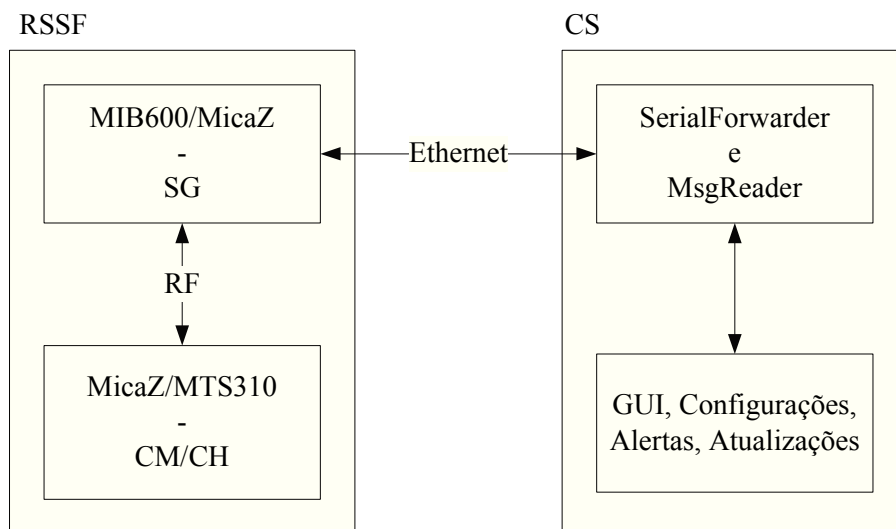 RSSF
CS
MIB600/MicaZ
-
SG
Ethernet
SerialForwarder
e
MsgReader
RF
MicaZ/MTS310
-
CM/CH
GUI, Configurações,
Alertas, Atualizações